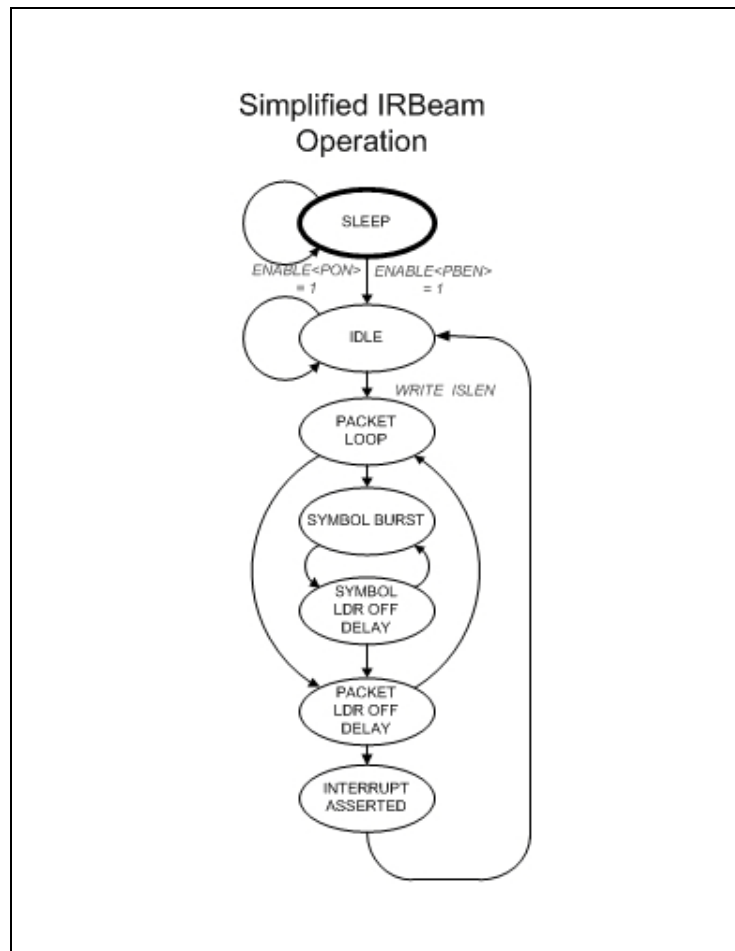 Simplified IRBeam
Operation
SLEEP
ENABLE<PON>
= 1
ENABLE<PBEN>
= 1
IDLE
WRITE ISLEN
PACKET
LOOP
SYMBOL BURST
SYMBOL
LDR OFF
DELAY
PACKET
LDR OFF
DELAY
INTERRUPT
ASSERTED